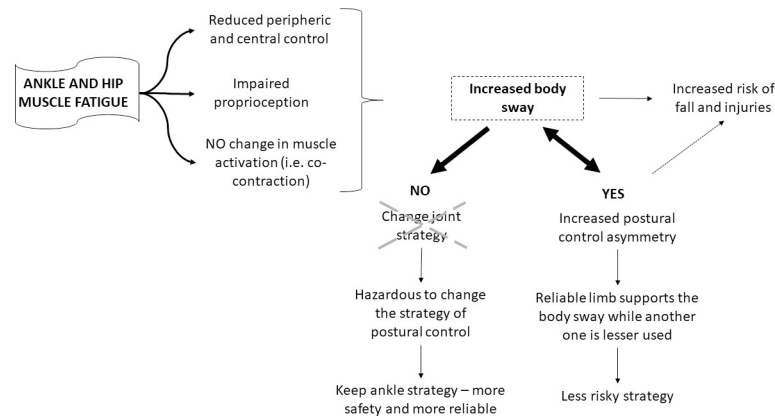 Reduced peripheric
and central control
ANKLE AND HIP
MUSCLE FATIGUE
Impaired
proprioception
NO change in muscle
activation (i.e. co-
contraction)
Increased body
sway
Increased risk of
fall and injuries
NO
Change joint
strategy
Hazardous to change
the strategy of
postural control
Keep ankle strategy – more
safety and more reliable
YES
Increased postural
control asymmetry
Reliable limb supports the
body sway while another
one is lesser used
Less risky strategy